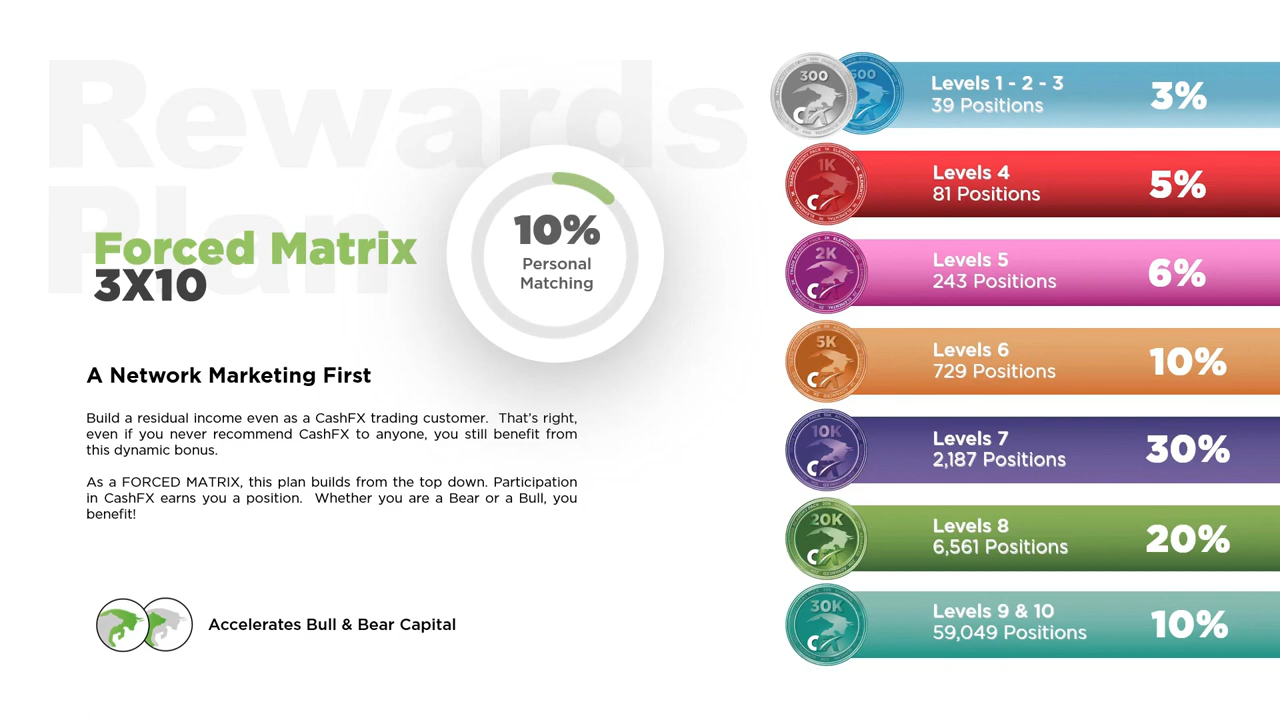 Rewards
Plan
Forced Matrix
3X10
10%
Personal
Matching
A Network Marketing First
Build a residual income even as a CashFX trading customer.  That's right,
even if you never recommend CashFX to anyone, you still benefit from
this dynamic bonus.
As a FORCED MATRIX, this plan builds from the top down. Participation
in CashFX earns you a position.  Whether you are a Bear or a Bull, you
benefit!
Accelerates Bull & Bear Capital
300
500
Levels 1 - 2 - 3
39 Positions
3%
1K
Levels 4
81 Positions
5%
2K
Levels 5
243 Positions
6%
5K
Levels 6
729 Positions
10%
10K
Levels 7
2,187 Positions
30%
20K
Levels 8
6,561 Positions
20%
30K
Levels 9 & 10
59,049 Positions
10%